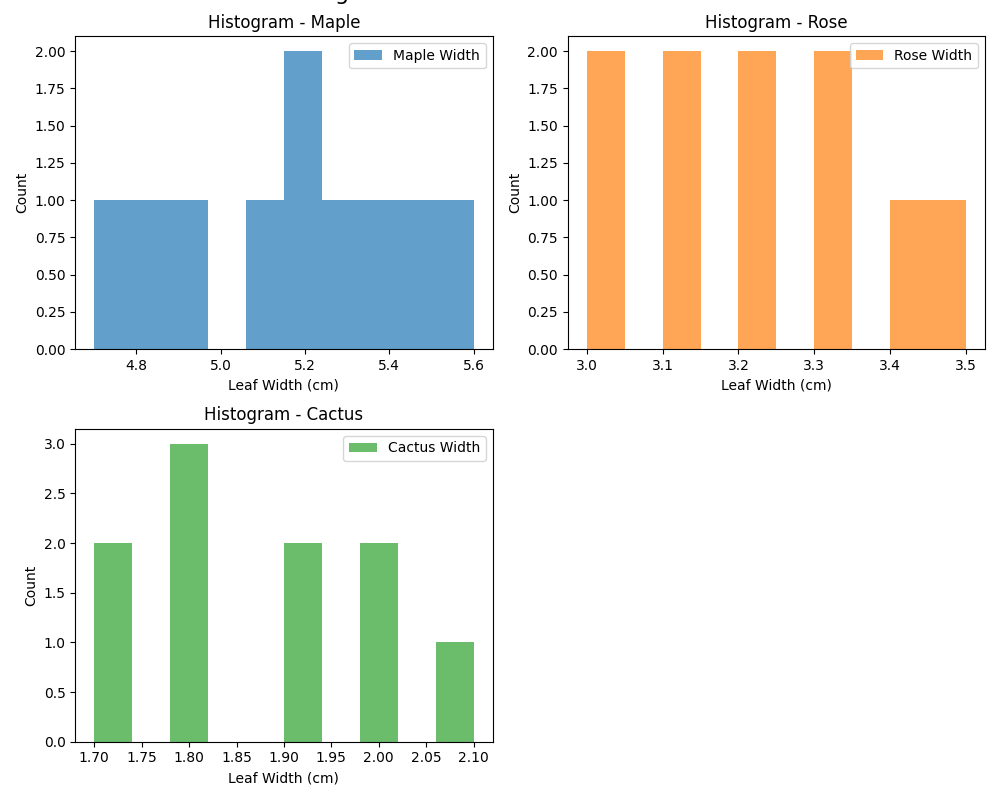 Histogram - Maple
Maple Width
2.00
1.75
1.50
1.25
1.00
0.75
0.50
0.25
0.00
Count
4.8 5.0 5.2 5.4 5.6
Leaf Width (cm)
Histogram - Rose
Rose Width
2.00
1.75
1.50
1.25
1.00
0.75
0.50
0.25
0.00
Count
3.0 3.1 3.2 3.3 3.4 3.5
Leaf Width (cm)
Histogram - Cactus
Cactus Width
3.0
2.5
2.0
1.5
1.0
0.5
0.0
Count
1.70 1.75 1.80 1.85 1.90 1.95 2.00 2.05 2.10
Leaf Width (cm)